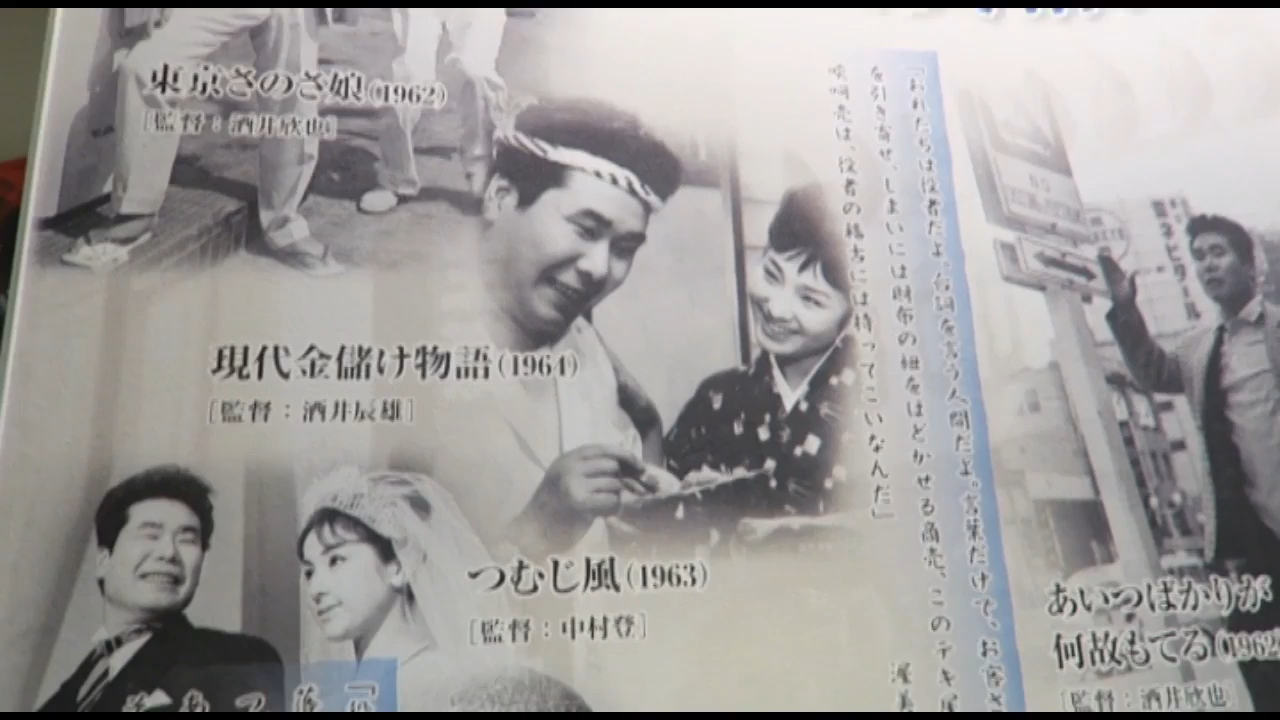 東京さのさ娘(1962)
[監督：酒井欣也]
現代金儲け物語(1964)
[監督：酒井辰雄]
つむじ風(1963)
[監督：中村登]
「おれたちは役者だよ。台詞を言う人間だよ。言葉だけで、お客さ
を引き寄せ、しまいには財布の紐をほどかせる商売、このテキ屋
啖呵売は、役者の稽古には持ってこいなんだ」
渥美
あいつばかりが
何故もてる(1962
[監督：酒井欣也]